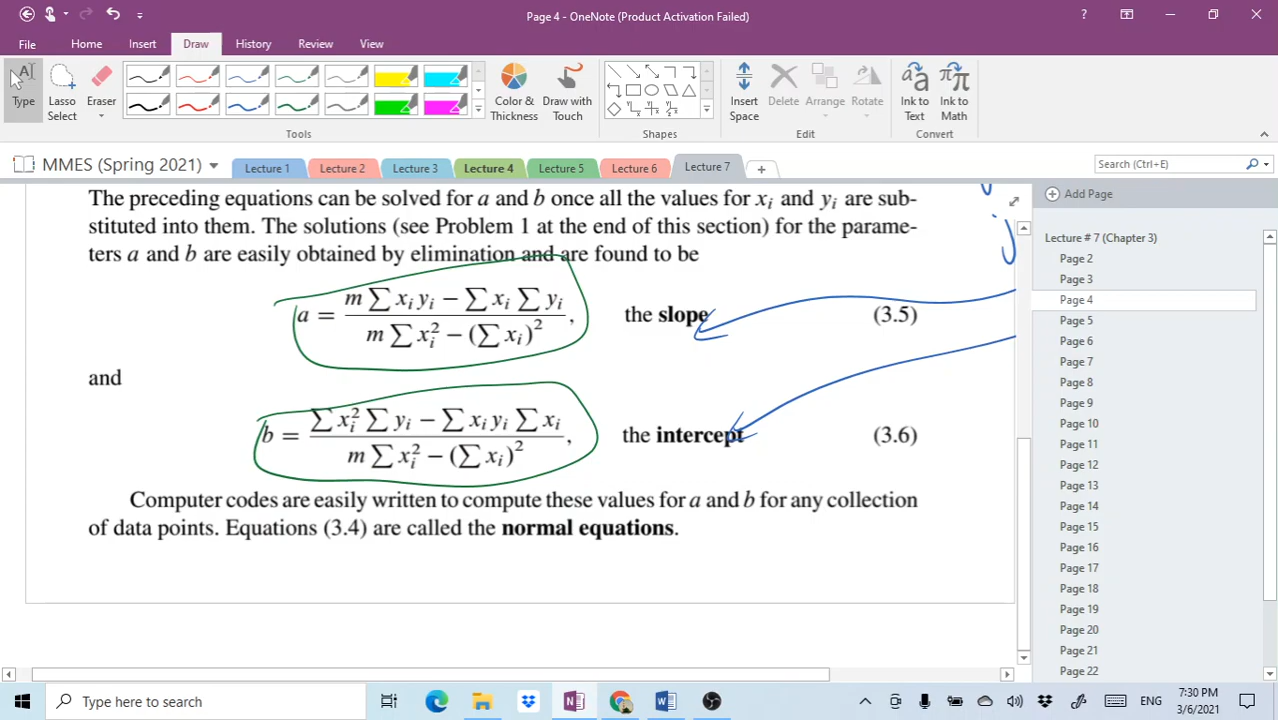 Page 4 - OneNote (Product Activation Failed)
?
File Home Insert Draw History Review View
Type Lasso Select Eraser Color & Thickness Draw with Touch Insert Space Delete Arrange Rotate Ink to Text Ink to Math
Tools Shapes Edit Convert
MMES (Spring 2021) Lecture 1 Lecture 2 Lecture 3 Lecture 4 Lecture 5 Lecture 6 Lecture 7 + Search (Ctrl+E)
The preceding equations can be solved for a and b once all the values for xᵢ and yᵢ are sub-
stituted into them. The solutions (see Problem 1 at the end of this section) for the parame-
ters a and b are easily obtained by elimination and are found to be
a = (m ∑ xᵢyᵢ − ∑ xᵢ ∑ yᵢ) / (m ∑ xᵢ² − (∑ xᵢ)²), the slope (3.5)
and
b = (∑ xᵢ² ∑ yᵢ − ∑ xᵢyᵢ ∑ xᵢ) / (m ∑ xᵢ² − (∑ xᵢ)²), the intercept (3.6)
Computer codes are easily written to compute these values for a and b for any collection
of data points. Equations (3.4) are called the normal equations.
Add Page
Lecture # 7 (Chapter 3)
Page 2
Page 3
Page 4
Page 5
Page 6
Page 7
Page 8
Page 9
Page 10
Page 11
Page 12
Page 13
Page 14
Page 15
Page 16
Page 17
Page 18
Page 19
Page 20
Page 21
Page 22
Type here to search
ENG
7:30 PM
3/6/2021